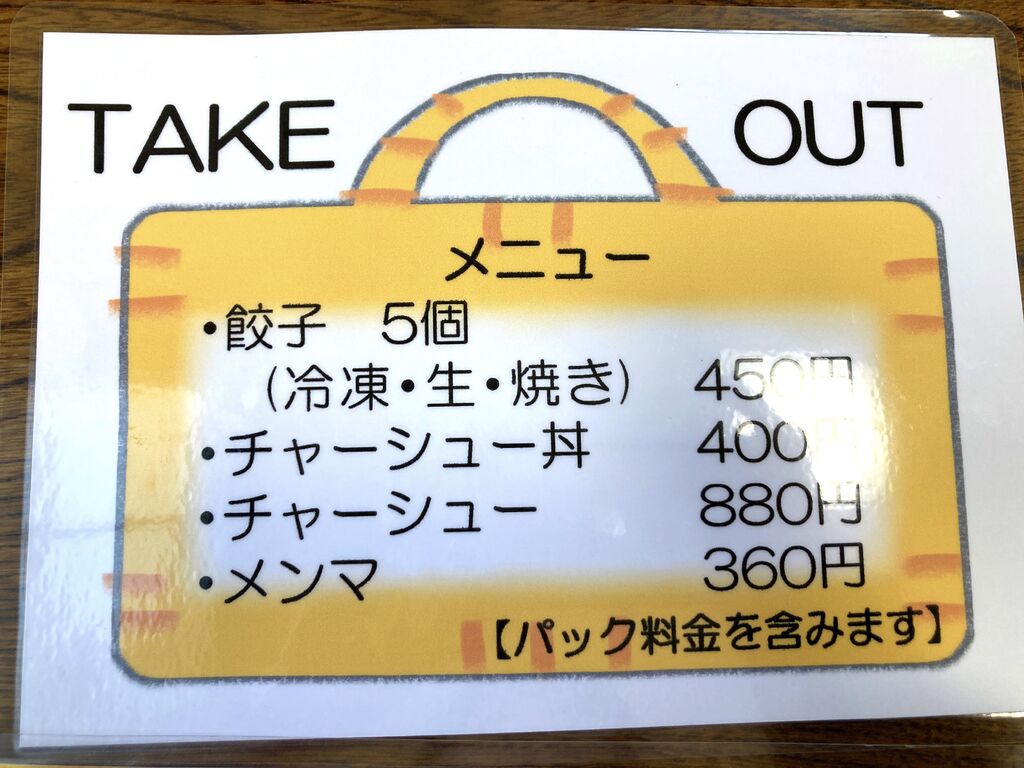 TAKE OUT
メニュー
・餃子 5個
(冷凍・生・焼き) 450円
・チャーシュー丼 400円
・チャーシュー 880円
・メンマ 360円
【パック料金を含みます】